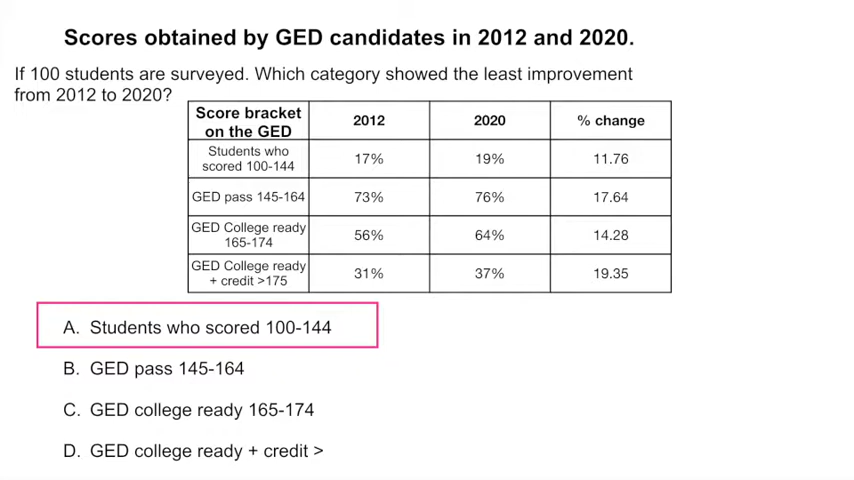 Scores obtained by GED candidates in 2012 and 2020.
If 100 students are surveyed. Which category showed the least improvement
from 2012 to 2020?
Score bracket
on the GED
2012
2020
% change
Students who
scored 100-144
17%
19%
11.76
GED pass 145-164
73%
76%
17.64
GED College ready
165-174
56%
64%
14.28
GED College ready
+ credit >175
31%
37%
19.35
A. Students who scored 100-144
B. GED pass 145-164
C. GED college ready 165-174
D. GED college ready + credit >